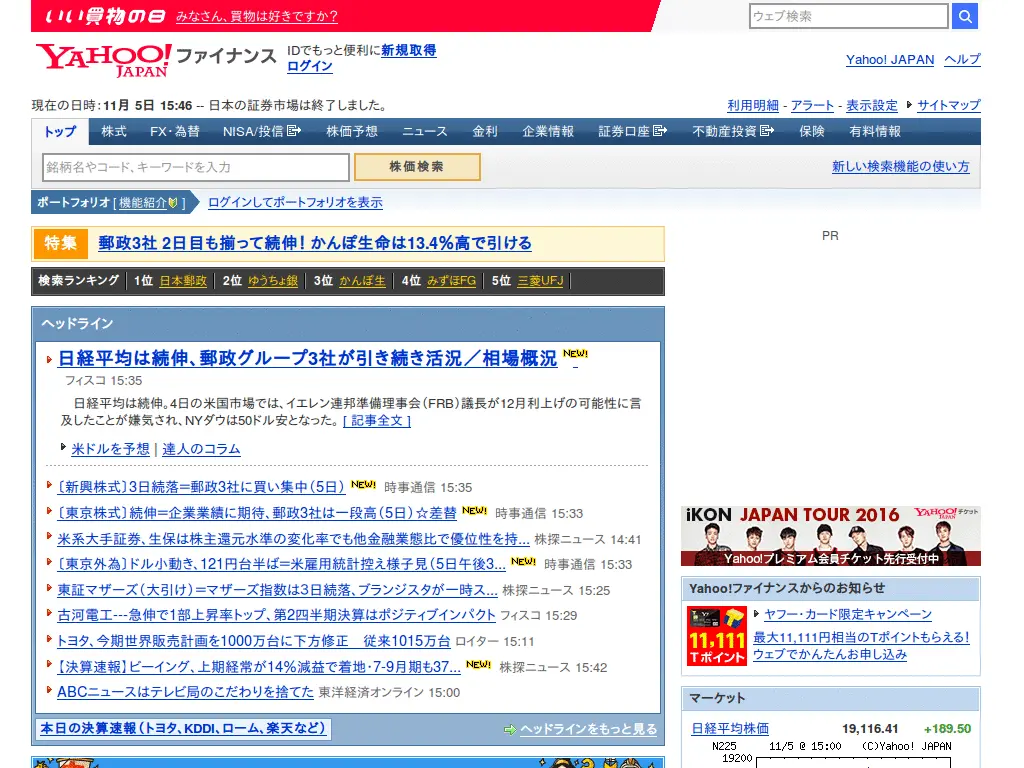 いい買物の日 みなさん、買物は好きですか？
ウェブ検索
YAHOO! JAPAN ファイナンス
IDでもっと便利に新規取得
ログイン
Yahoo! JAPAN ヘルプ
現在の日時：11月 5日 15:46 -- 日本の証券市場は終了しました。
利用明細 - アラート - 表示設定 サイトマップ
トップ 株式 FX・為替 NISA/投信 株価予想 ニュース 金利 企業情報 証券口座 不動産投資 保険 有料情報
銘柄名やコード、キーワードを入力 株価検索 新しい検索機能の使い方
ポートフォリオ [ 機能紹介 ] ログインしてポートフォリオを表示
特集 郵政3社 2日目も揃って続伸！かんぽ生命は13.4％高で引ける
PR
検索ランキング 1位 日本郵政 2位 ゆうちょ銀 3位 かんぽ生 4位 みずほFG 5位 三菱UFJ
ヘッドライン
日経平均は続伸、郵政グループ3社が引き続き活況／相場概況 NEW!
フィスコ 15:35
日経平均は続伸。4日の米国市場では、イエレン連邦準備理事会（FRB）議長が12月利上げの可能性に言
及したことが嫌気され、NYダウは50ドル安となった。[ 記事全文 ]
米ドルを予想 | 達人のコラム
〔新興株式〕3日続落＝郵政3社に買い集中（5日） NEW! 時事通信 15:35
〔東京株式〕続伸＝企業業績に期待、郵政3社は一段高（5日）☆差替 NEW! 時事通信 15:33
米系大手証券、生保は株主還元水準の変化率でも他金融業態比で優位性を持... 株探ニュース 14:41
〔東京外為〕ドル小動き、121円台半ば＝米雇用統計控え様子見（5日午後3... NEW! 時事通信 15:33
東証マザーズ（大引け）＝マザーズ指数は3日続落、ブランジスタが一時ス... 株探ニュース 15:25
古河電工---急伸で1部上昇率トップ、第2四半期決算はポジティブインパクト フィスコ 15:29
トヨタ、今期世界販売計画を1000万台に下方修正　従来1015万台 ロイター 15:11
【決算速報】ビーイング、上期経常が14％減益で着地・7-9月期も37... NEW! 株探ニュース 15:42
ABCニュースはテレビ局のこだわりを捨てた 東洋経済オンライン 15:00
本日の決算速報（トヨタ、KDDI、ローム、楽天など） ヘッドラインをもっと見る
iKON JAPAN TOUR 2016 YAHOO! JAPAN チケット
Yahoo!プレミアム会員チケット先行受付中
Yahoo!ファイナンスからのお知らせ
11,111
Tポイント
ヤフー・カード限定キャンペーン
最大11,111円相当のTポイントもらえる！
ウェブでかんたんお申し込み
マーケット
日経平均株価 19,116.41 +189.50
N225 11/5 @ 15:00 (C)Yahoo! JAPAN
19200